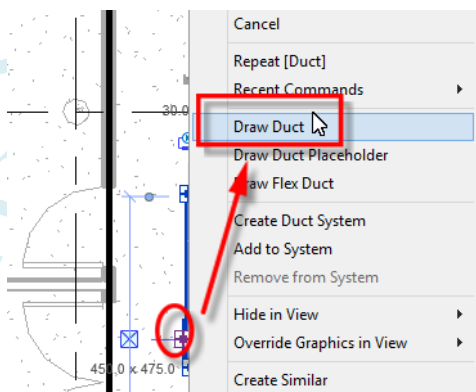 Cancel
Repeat [Duct]
Recent Commands
30.0
Draw Duct
Draw Duct Placeholder
Draw Flex Duct
Create Duct System
Add to System
Remove from System
Hide in View
Override Graphics in View
450,0 x 475.0
Create Similar